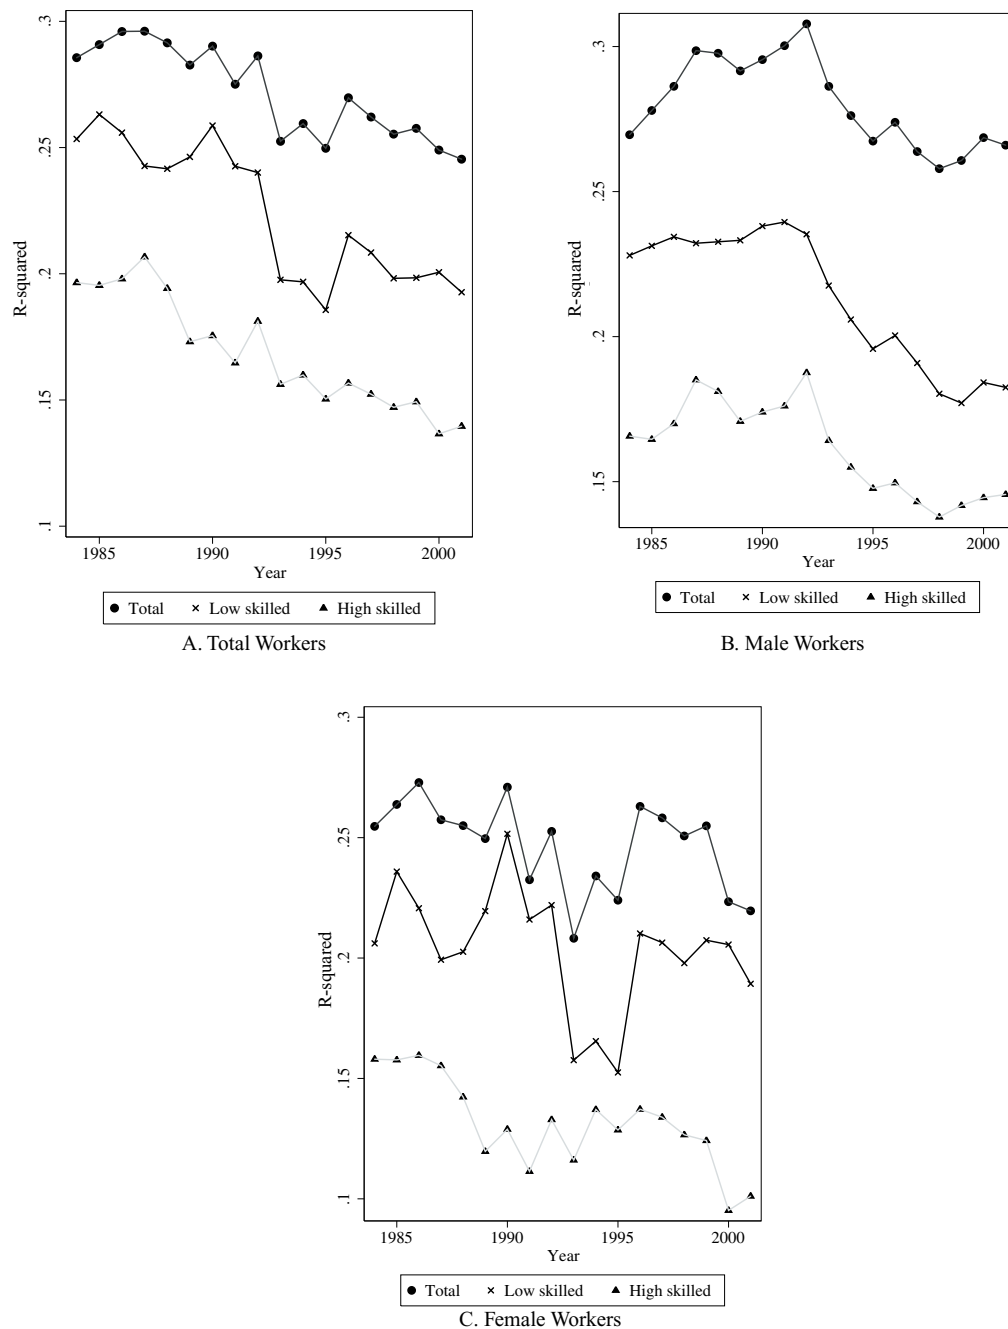 .3
.25
.2
.15
.1
R-squared
1985 1990 1995 2000
Year
Total Low skilled High skilled
A. Total Workers
.3
.25
.2
.15
R-squared
1985 1990 1995 2000
Year
Total Low skilled High skilled
B. Male Workers
.3
.25
.2
.15
.1
R-squared
1985 1990 1995 2000
Year
Total Low skilled High skilled
C. Female Workers